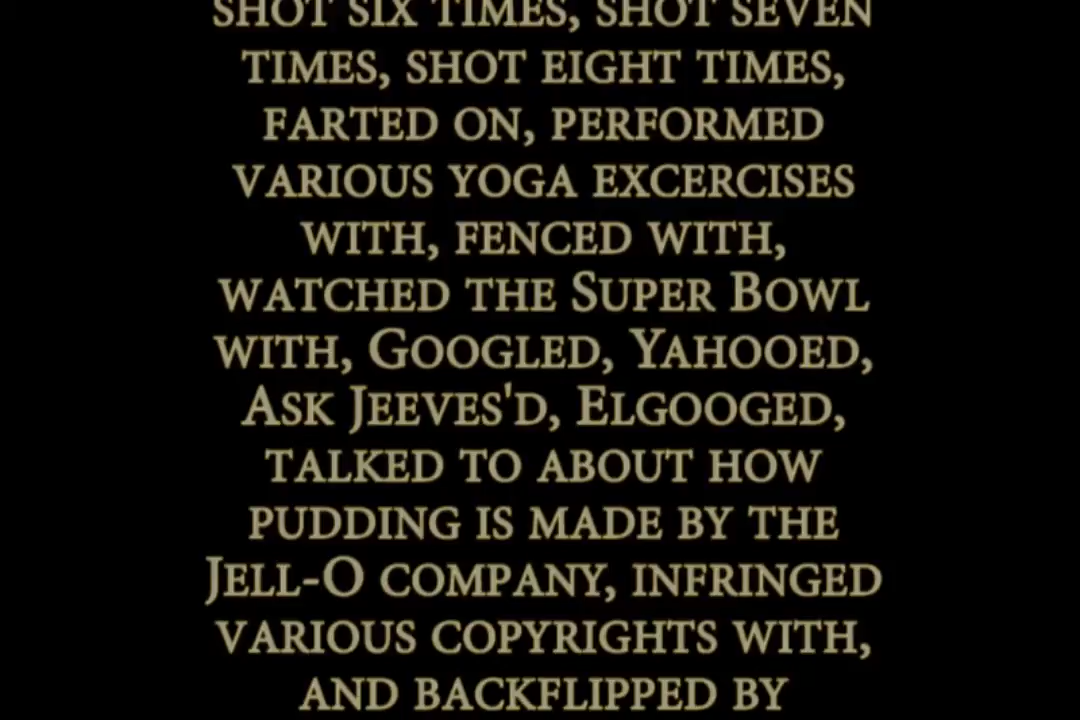 SHOT SIX TIMES, SHOT SEVEN
TIMES, SHOT EIGHT TIMES,
FARTED ON, PERFORMED
VARIOUS YOGA EXCERCISES
WITH, FENCED WITH,
WATCHED THE SUPER BOWL
WITH, GOOGLED, YAHOOED,
ASK JEEVES'D, ELGOOGED,
TALKED TO ABOUT HOW
PUDDING IS MADE BY THE
JELL-O COMPANY, INFRINGED
VARIOUS COPYRIGHTS WITH,
AND BACKFLIPPED BY